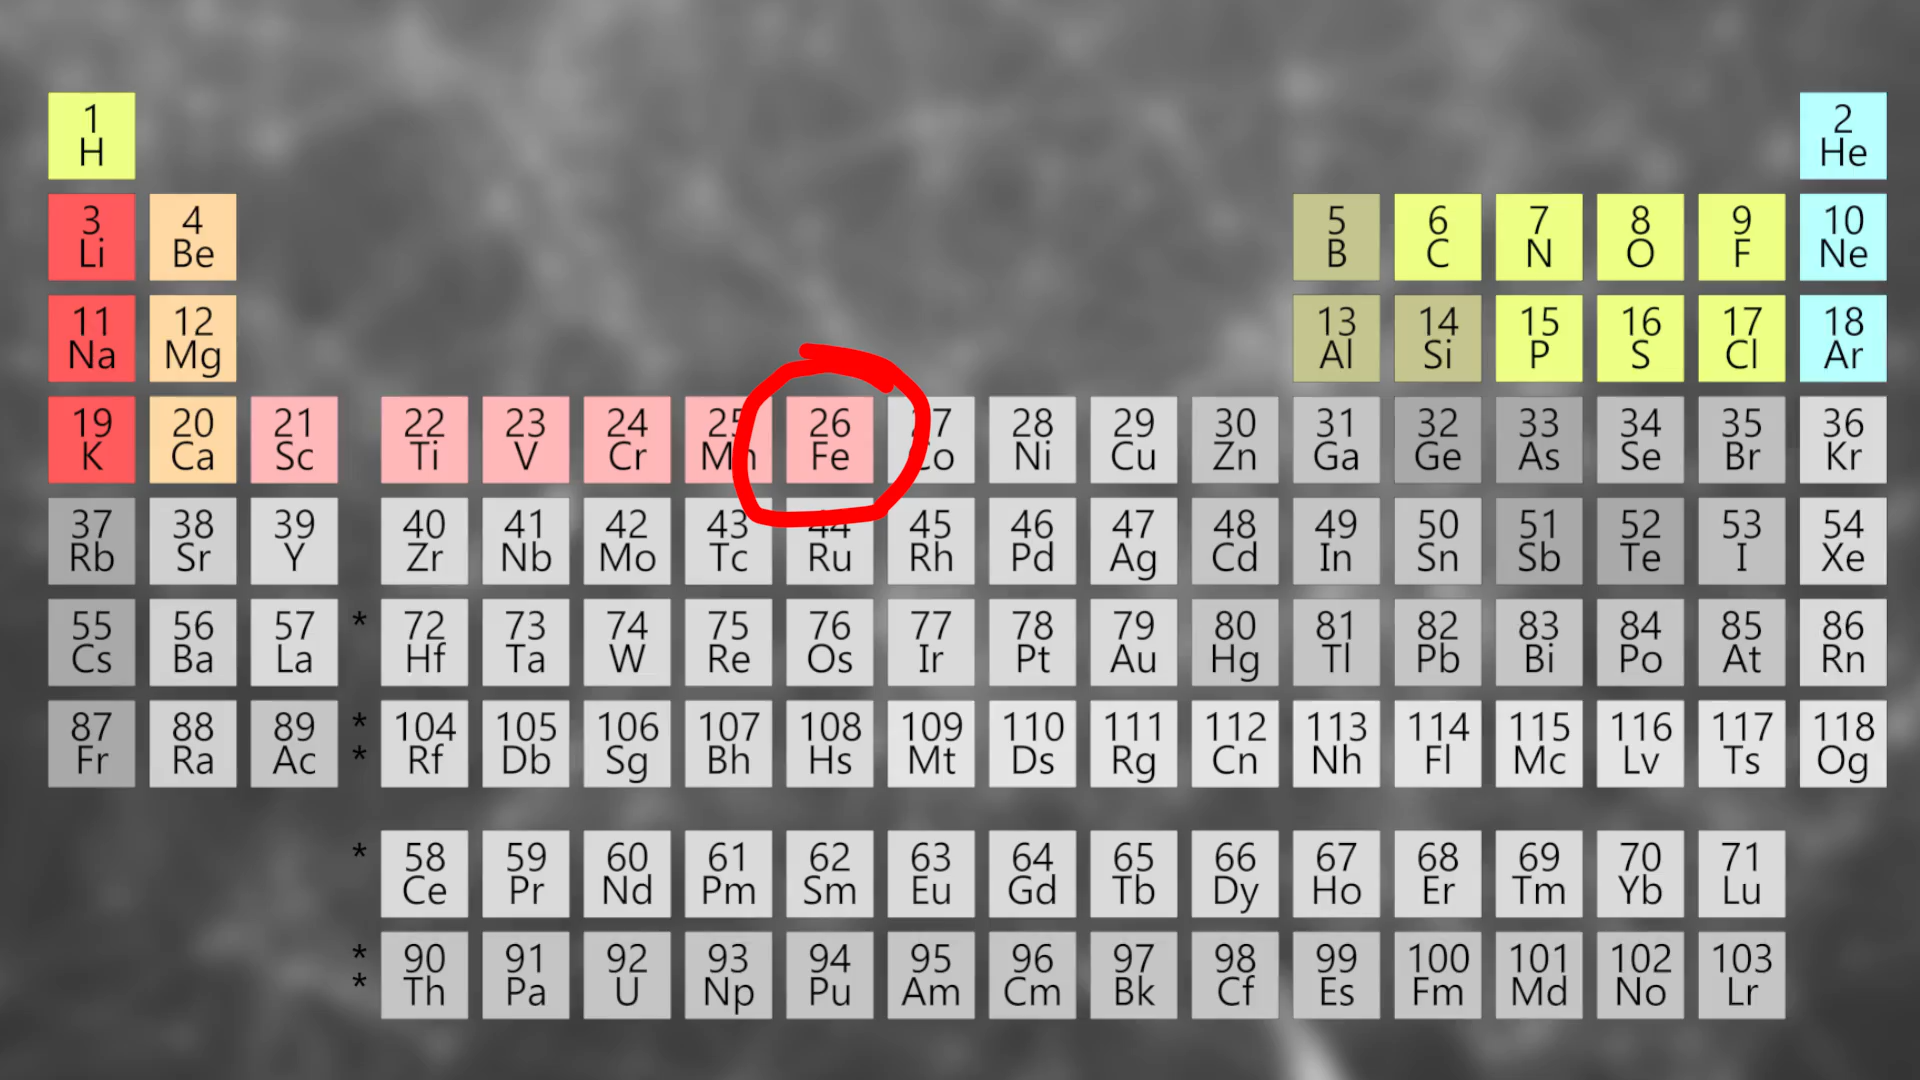 1 2
H He
3 4 5 6 7 8 9 10
Li Be B C N O F Ne
11 12 13 14 15 16 17 18
Na Mg Al Si P S Cl Ar
19 20 21 22 23 24 25 26 27 28 29 30 31 32 33 34 35 36
K Ca Sc Ti V Cr Mn Fe Co Ni Cu Zn Ga Ge As Se Br Kr
37 38 39 40 41 42 43 44 45 46 47 48 49 50 51 52 53 54
Rb Sr Y Zr Nb Mo Tc Ru Rh Pd Ag Cd In Sn Sb Te I Xe
55 56 57 * 72 73 74 75 76 77 78 79 80 81 82 83 84 85 86
Cs Ba La Hf Ta W Re Os Ir Pt Au Hg Tl Pb Bi Po At Rn
87 88 89 * 104 105 106 107 108 109 110 111 112 113 114 115 116 117 118
Fr Ra Ac * Rf Db Sg Bh Hs Mt Ds Rg Cn Nh Fl Mc Lv Ts Og
* 58 59 60 61 62 63 64 65 66 67 68 69 70 71
Ce Pr Nd Pm Sm Eu Gd Tb Dy Ho Er Tm Yb Lu
* 90 91 92 93 94 95 96 97 98 99 100 101 102 103
* Th Pa U Np Pu Am Cm Bk Cf Es Fm Md No Lr